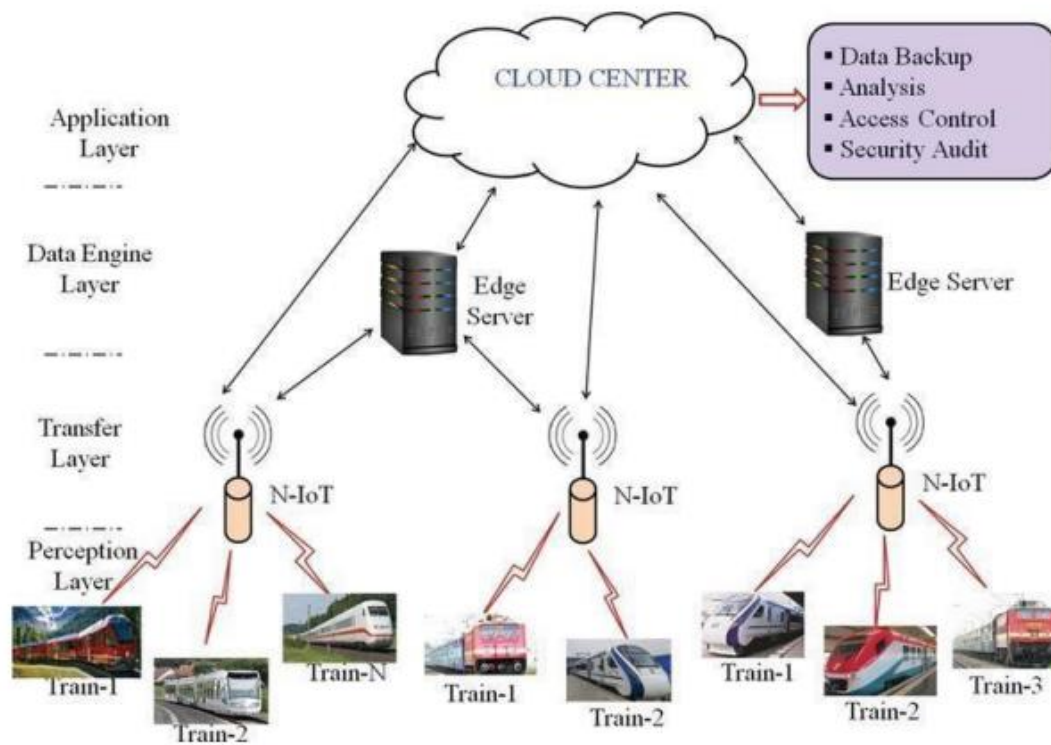 CLOUD CENTER
▪ Data Backup
▪ Analysis
▪ Access Control
▪ Security Audit
Application
Layer
Data Engine
Layer
Edge
Server
Edge Server
Transfer
Layer
N-IoT
N-IoT
N-IoT
Perception
Layer
Train-1
Train-2
Train-N
Train-1
Train-2
Train-1
Train-2
Train-3